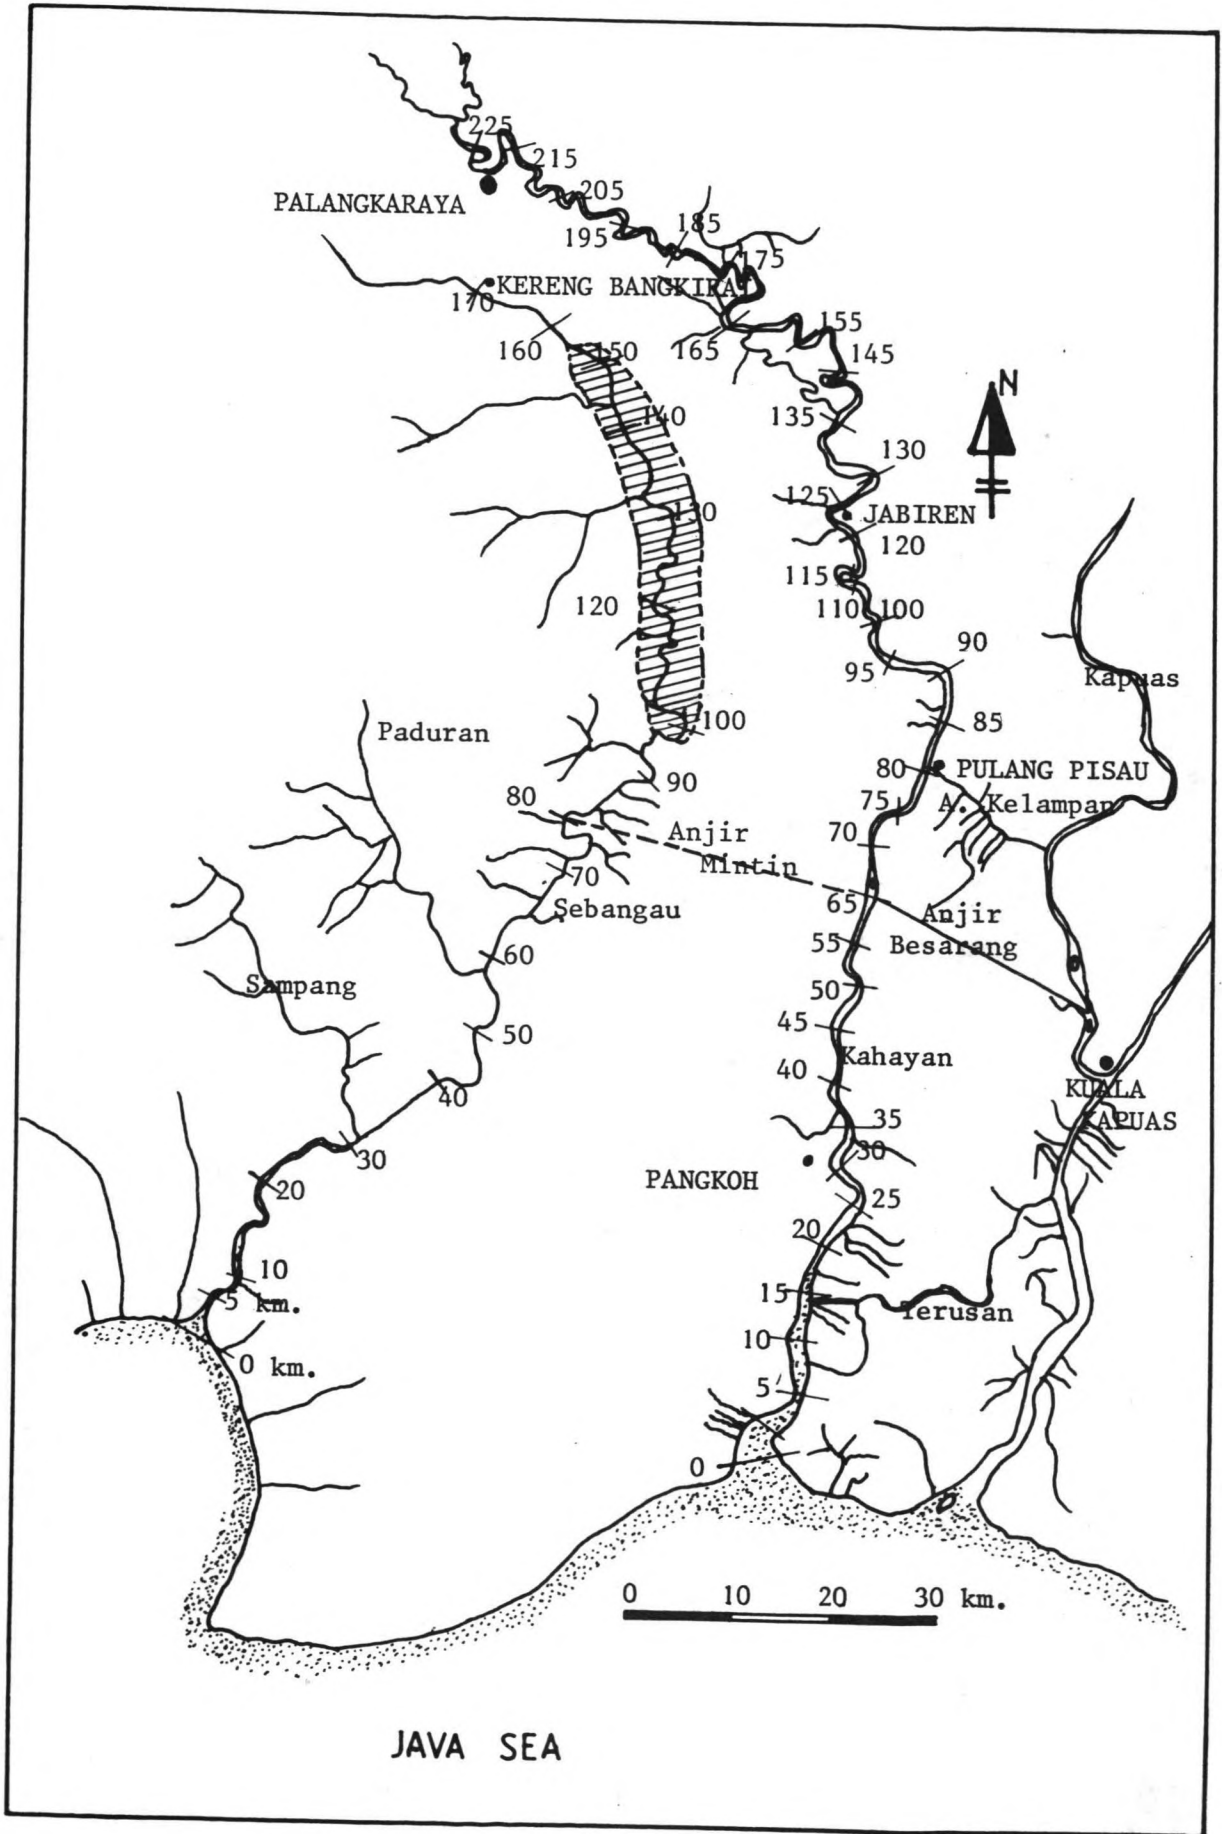 225
215
PALANGKARAYA
205
195
185
175
KERENG BANGKIRAI
170
160
150
165
155
145
N
140
135
130
125
JABIREN
130
120
115
120
110
100
90
95
Kapuas
100
85
Paduran
90
80
PULANG PISAU
80
75
A. Kelampan
70
Anjir
Mintin
70
65
Sebangau
Anjir
Besarang
55
60
Sampang
50
50
45
Kahayan
40
40
KUALA
KAPUAS
35
30
30
PANGKOH
20
25
20
10
15
5 km.
Terusan
10
0 km.
5
0
0 10 20 30 km.
JAVA SEA